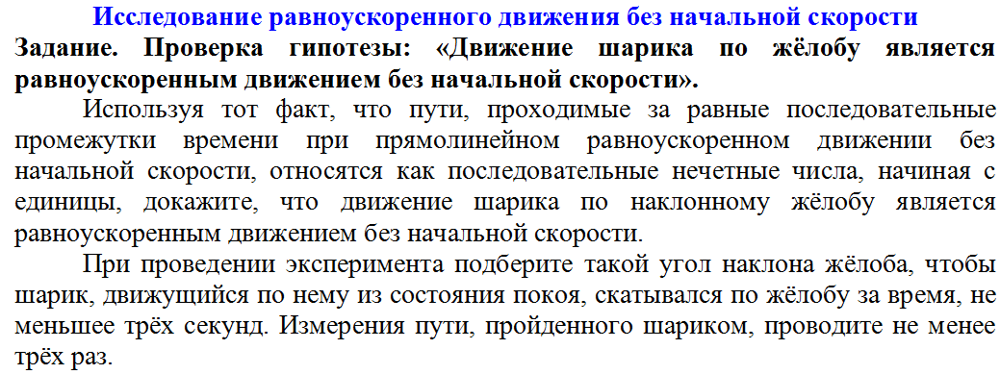 Исследование равноускоренного движения без начальной скорости
Задание. Проверка гипотезы: «Движение шарика по жёлобу является
равноускоренным движением без начальной скорости».
Используя тот факт, что пути, проходимые за равные последовательные
промежутки времени при прямолинейном равноускоренном движении без
начальной скорости, относятся как последовательные нечетные числа, начиная с
единицы, докажите, что движение шарика по наклонному жёлобу является
равноускоренным движением без начальной скорости.
При проведении эксперимента подберите такой угол наклона жёлоба, чтобы
шарик, движущийся по нему из состояния покоя, скатывался по жёлобу за время, не
меньшее трёх секунд. Измерения пути, пройденного шариком, проводите не менее
трёх раз.